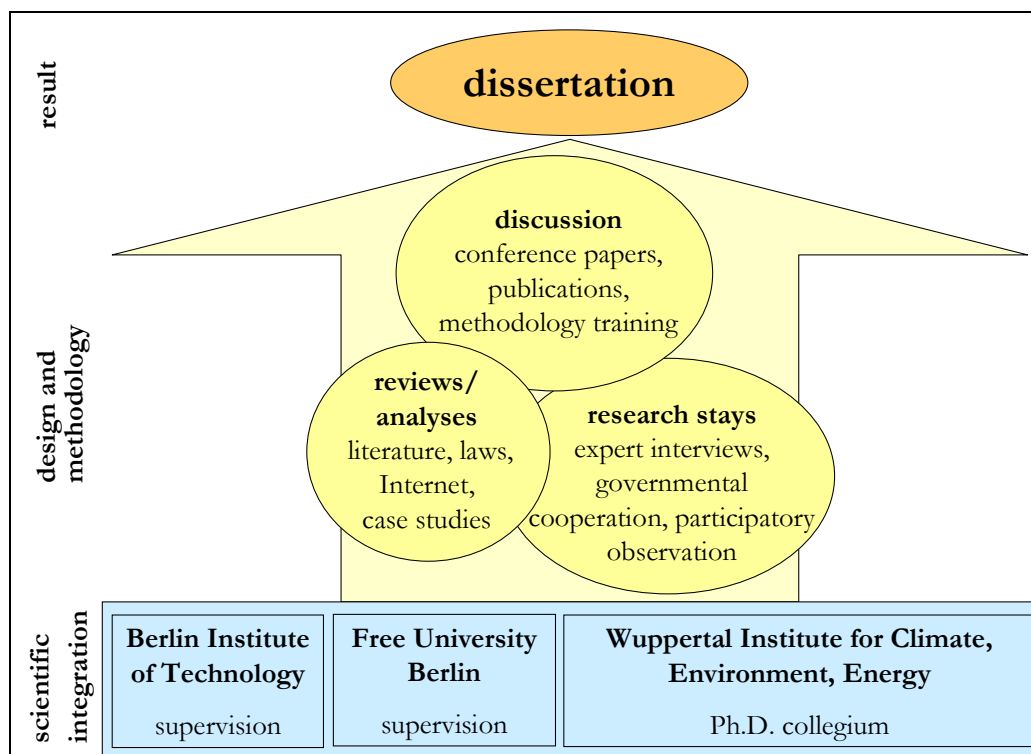 result
dissertation
design and
methodology
discussion
conference papers,
publications,
methodology training
reviews/
analyses
literature, laws,
Internet,
case studies
research stays
expert interviews,
governmental
cooperation, participatory
observation
scientific
integration
Berlin Institute
of Technology
supervision
Free University
Berlin
supervision
Wuppertal Institute for Climate,
Environment, Energy
Ph.D. collegium